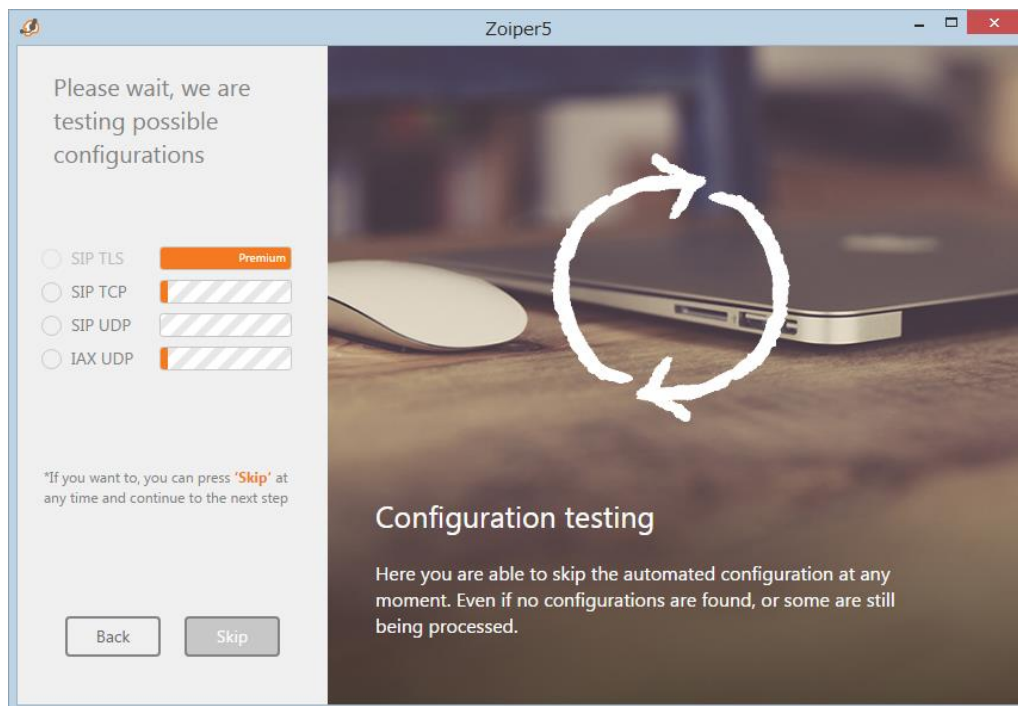 Zoiper5
Please wait, we are
testing possible
configurations
SIP TLS Premium
SIP TCP
SIP UDP
IAX UDP
*If you want to, you can press 'Skip' at
any time and continue to the next step
Back Skip
Configuration testing
Here you are able to skip the automated configuration at any
moment. Even if no configurations are found, or some are still
being processed.